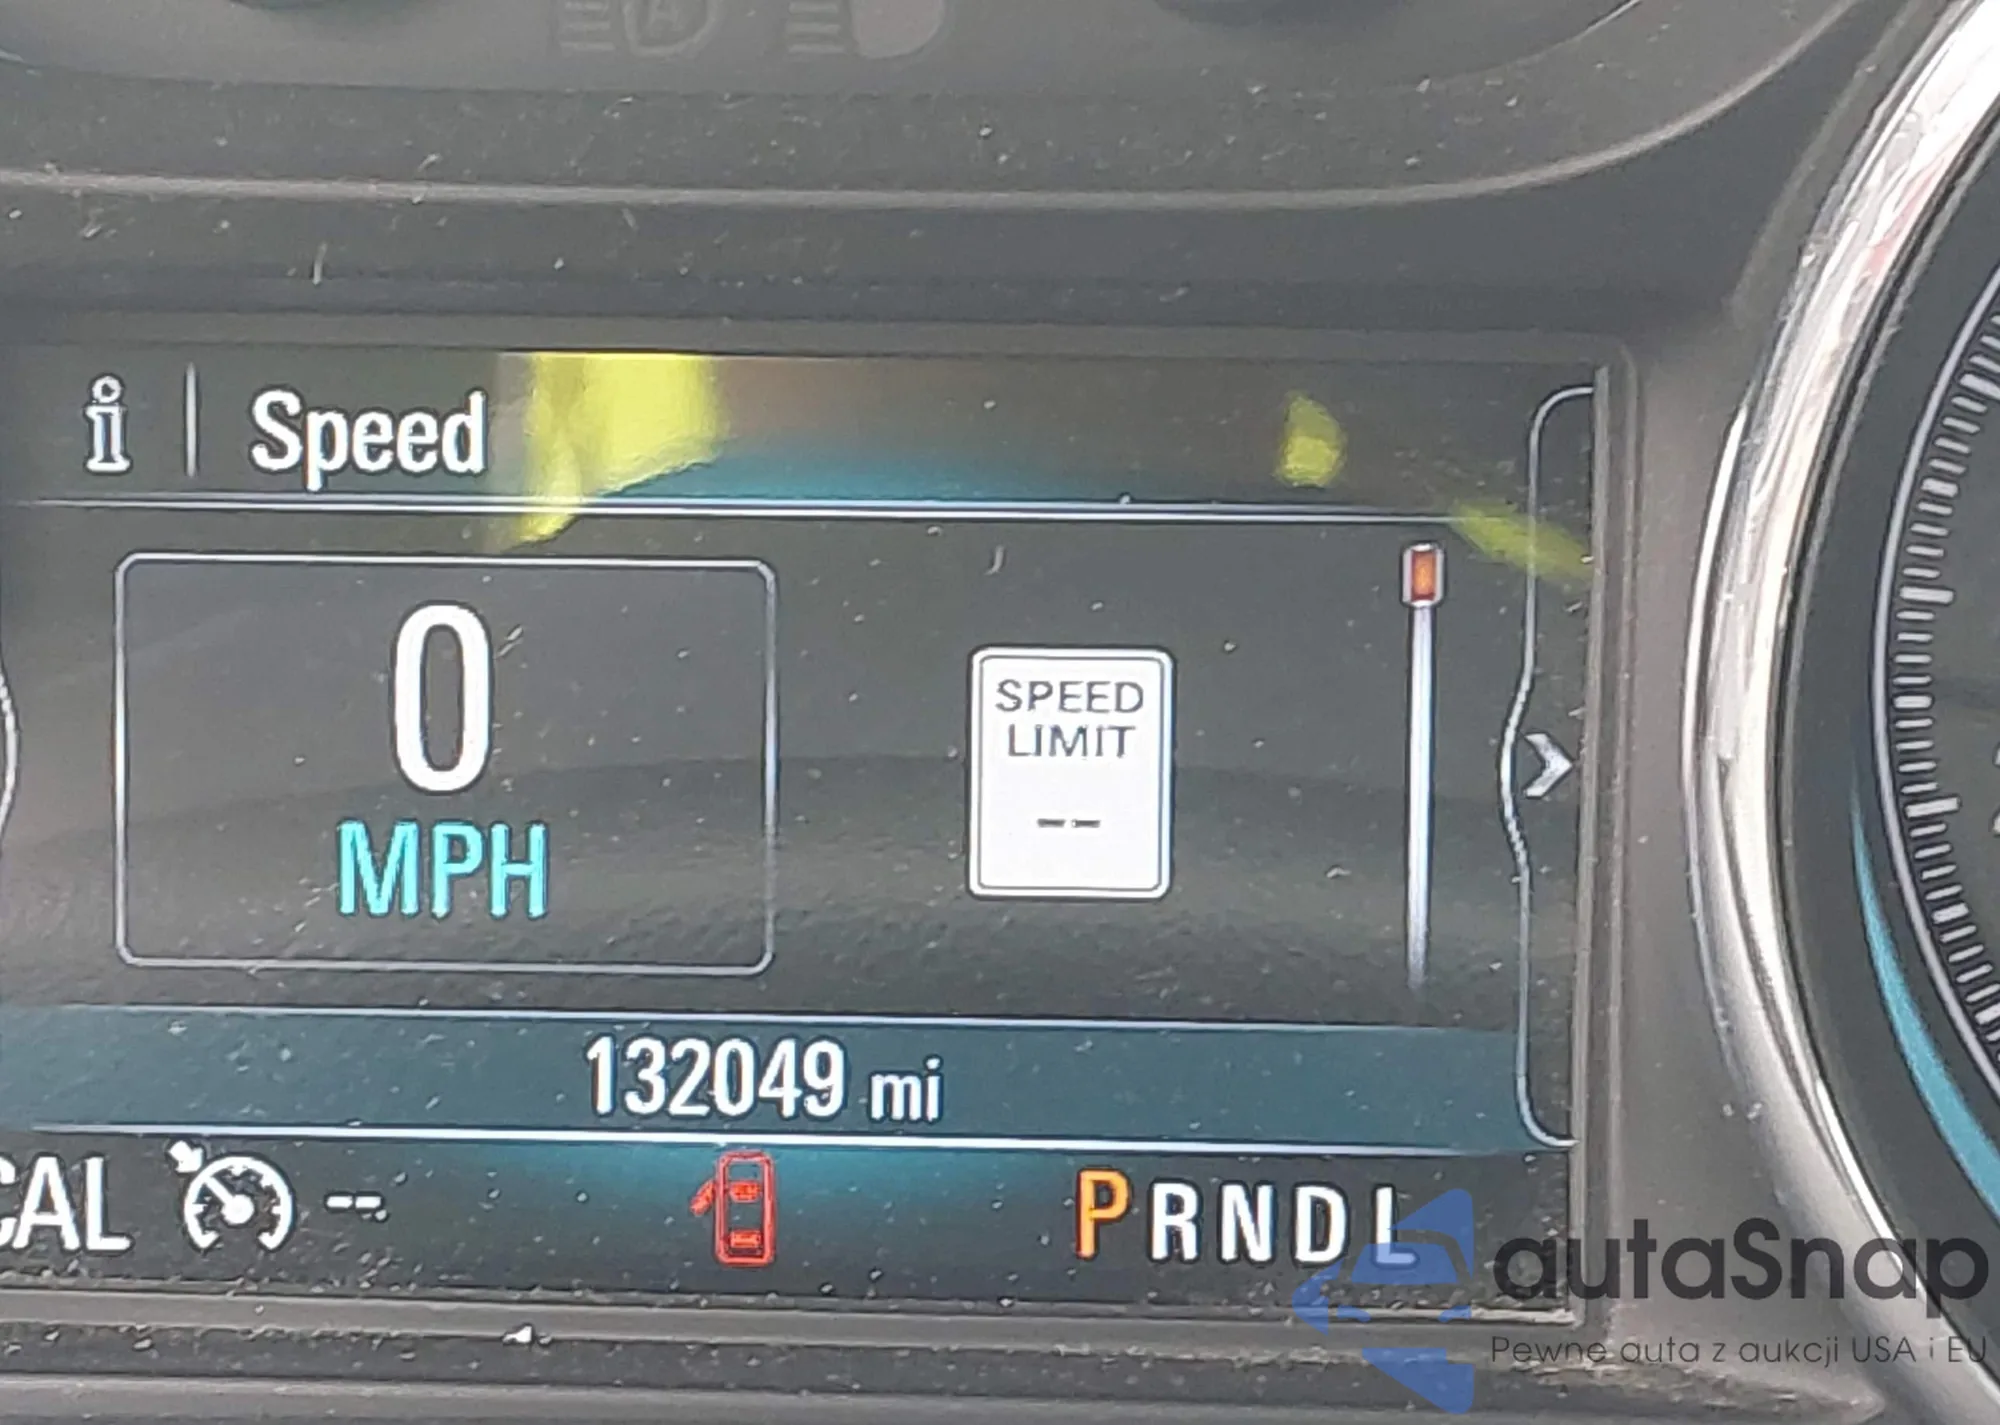 Speed
0
MPH
SPEED
LIMIT
--
132049 mi
CAL
--
PRNDL
autaSnap
Pewne auta z aukcji USA i EU